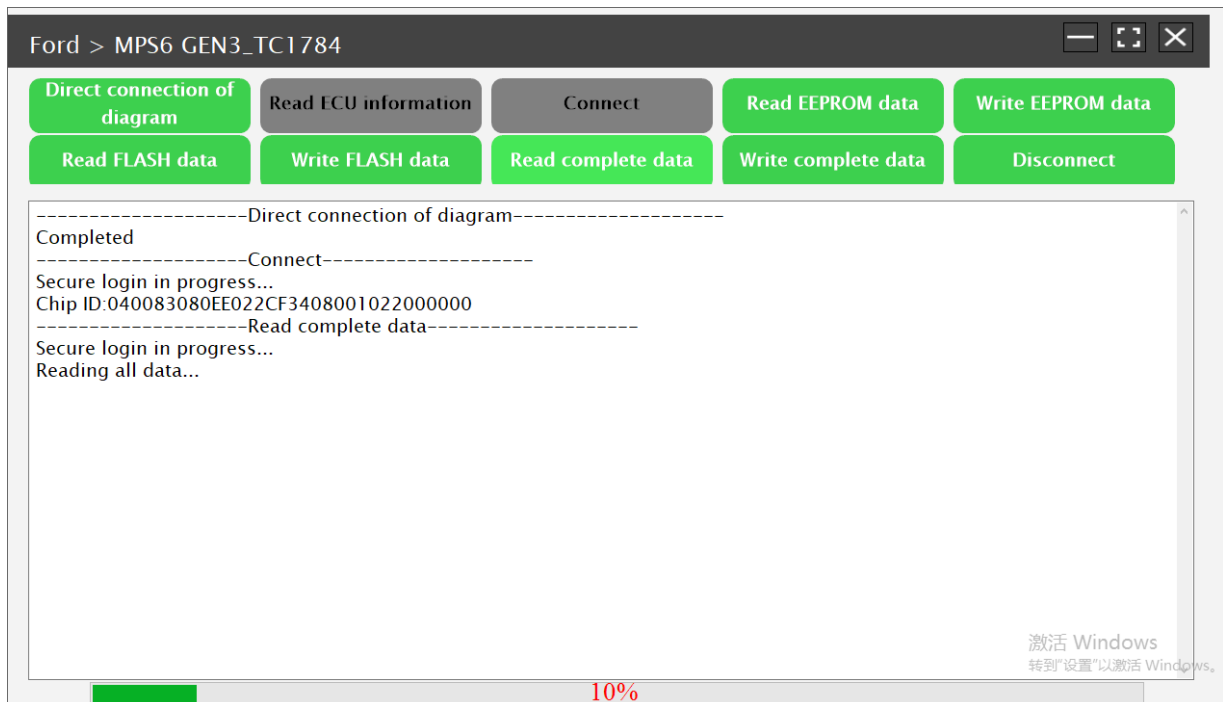 Ford > MPS6 GEN3_TC1784
Direct connection of
diagram
Read ECU information
Connect
Read EEPROM data
Write EEPROM data
Read FLASH data
Write FLASH data
Read complete data
Write complete data
Disconnect
--------------------Direct connection of diagram--------------------
Completed
--------------------Connect--------------------
Secure login in progress...
Chip ID:040083080EE022CF3408001022000000
--------------------Read complete data--------------------
Secure login in progress...
Reading all data...
激活 Windows
转到"设置"以激活 Windows。
10%